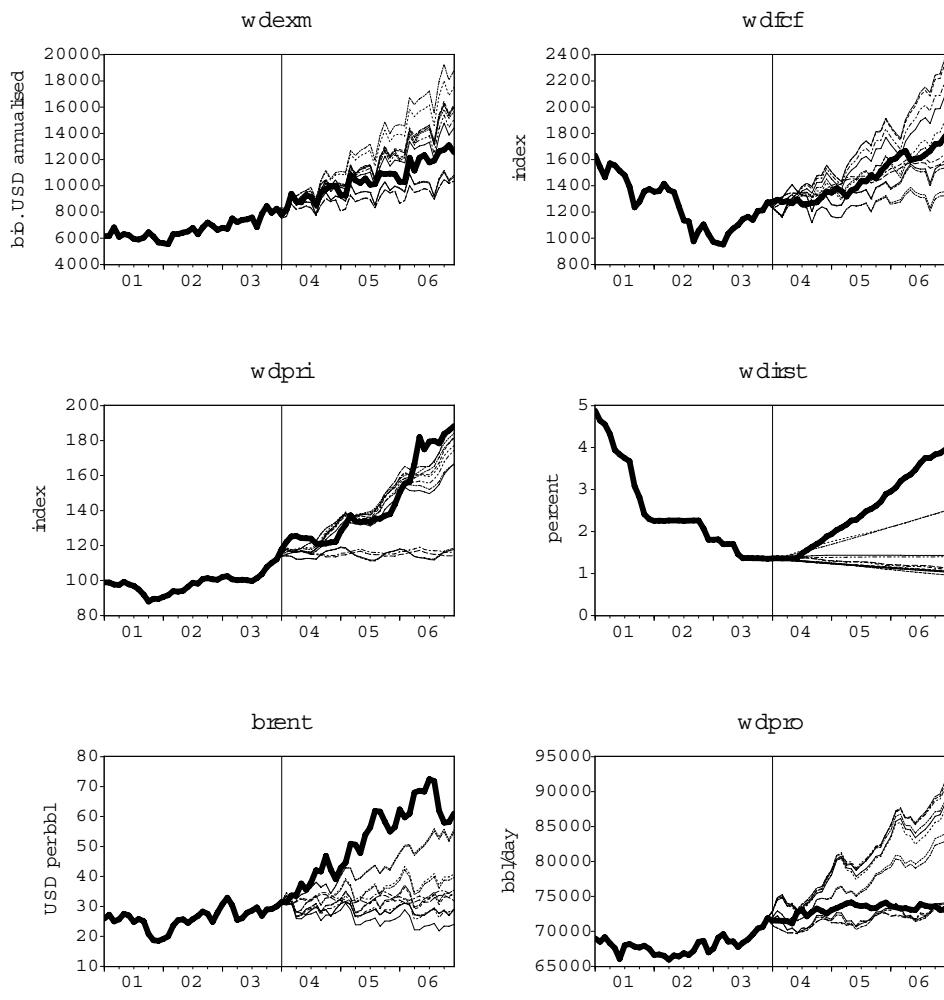 wdexm
bio. USD annualised
20000
18000
16000
14000
12000
10000
8000
6000
4000
01 02 03 04 05 06
wdfcf
index
2400
2200
2000
1800
1600
1400
1200
1000
800
01 02 03 04 05 06
wdpri
index
200
180
160
140
120
100
80
01 02 03 04 05 06
wdirst
percent
5
4
3
2
1
0
01 02 03 04 05 06
brent
USD per bbl
80
70
60
50
40
30
20
10
01 02 03 04 05 06
wdpro
bbl/day
95000
90000
85000
80000
75000
70000
65000
01 02 03 04 05 06